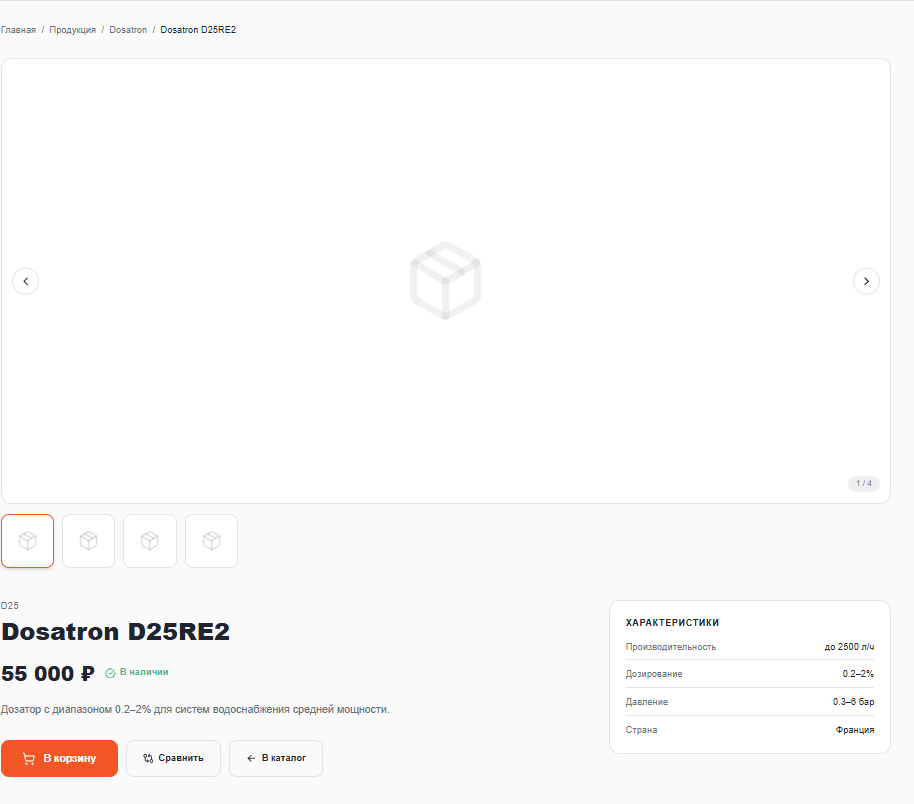 Главная / Продукция / Dosatron / Dosatron D25RE2
1 / 4
D25
Dosatron D25RE2
55 000 ₽ В наличии
Дозатор с диапазоном 0.2–2% для систем водоснабжения средней мощности.
В корзину Сравнить В каталог
ХАРАКТЕРИСТИКИ
Производительность до 2500 л/ч
Дозирование 0.2–2%
Давление 0.3–6 бар
Страна Франция